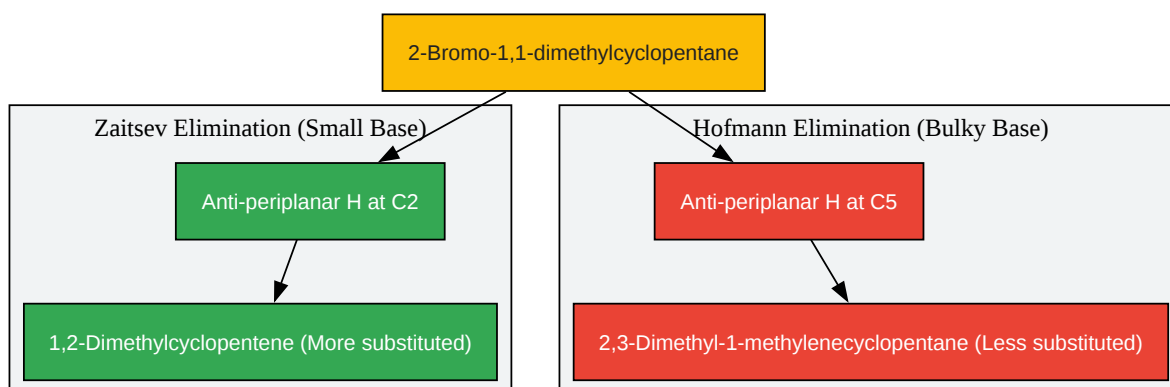 2-Bromo-1,1-dimethylcyclopentane
Zaitsev Elimination (Small Base)
Hofmann Elimination (Bulky Base)
Anti-periplanar H at C2
Anti-periplanar H at C5
1,2-Dimethylcyclopentene (More substituted)
2,3-Dimethyl-1-methylenecyclopentane (Less substituted)